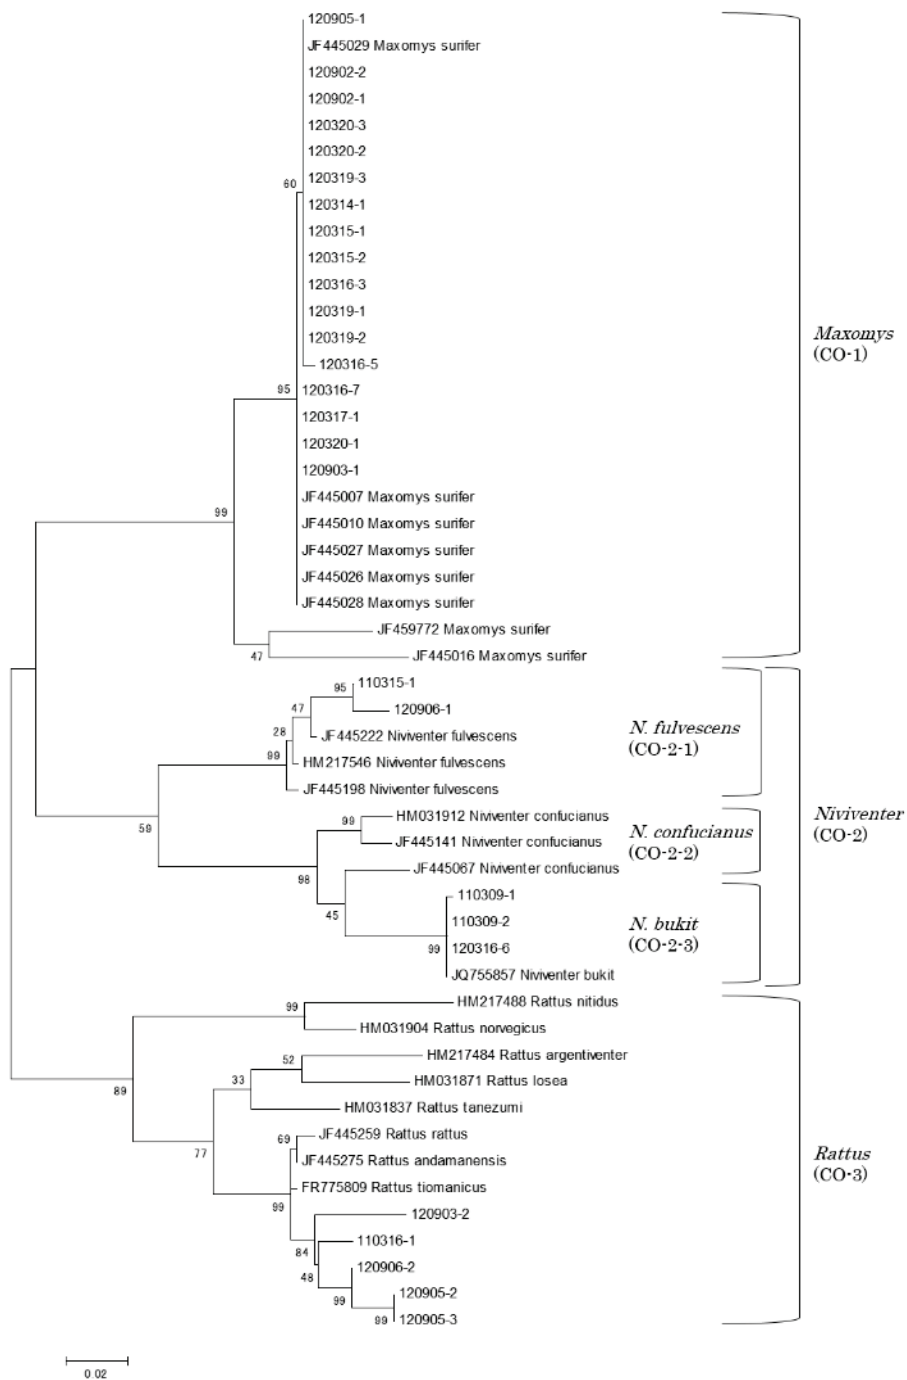 120905-1
JF445029 Maxomys surifer
120902-2
120902-1
120320-3
120320-2
120319-3
60
120314-1
120315-1
120315-2
120316-3
120319-1
120319-2
Maxomys
(CO-1)
120316-5
95
120316-7
120317-1
120320-1
120903-1
JF445007 Maxomys surifer
99
JF445010 Maxomys surifer
JF445027 Maxomys surifer
JF445026 Maxomys surifer
JF445028 Maxomys surifer
JF459772 Maxomys surifer
47
JF445016 Maxomys surifer
95
110315-1
47
120906-1
28
JF445222 Niviventer fulvescens
N. fulvescens
(CO-2-1)
99
HM217546 Niviventer fulvescens
JF445198 Niviventer fulvescens
59
99
HM031912 Niviventer confucianus
Niviventer
(CO-2)
JF445141 Niviventer confucianus
N. confucianus
(CO-2-2)
98
JF445067 Niviventer confucianus
45
110309-1
110309-2
N. bukit
(CO-2-3)
99
120316-6
JQ755857 Niviventer bukit
99
HM217488 Rattus nitidus
HM031904 Rattus norvegicus
89
52
HM217484 Rattus argentiventer
33
HM031871 Rattus losea
HM031837 Rattus tanezumi
77
69
JF445259 Rattus rattus
JF445275 Rattus andamanensis
Rattus
(CO-3)
99
FR775809 Rattus tiomanicus
120903-2
84
110316-1
48
120906-2
99
120905-2
99
120905-3
0.02